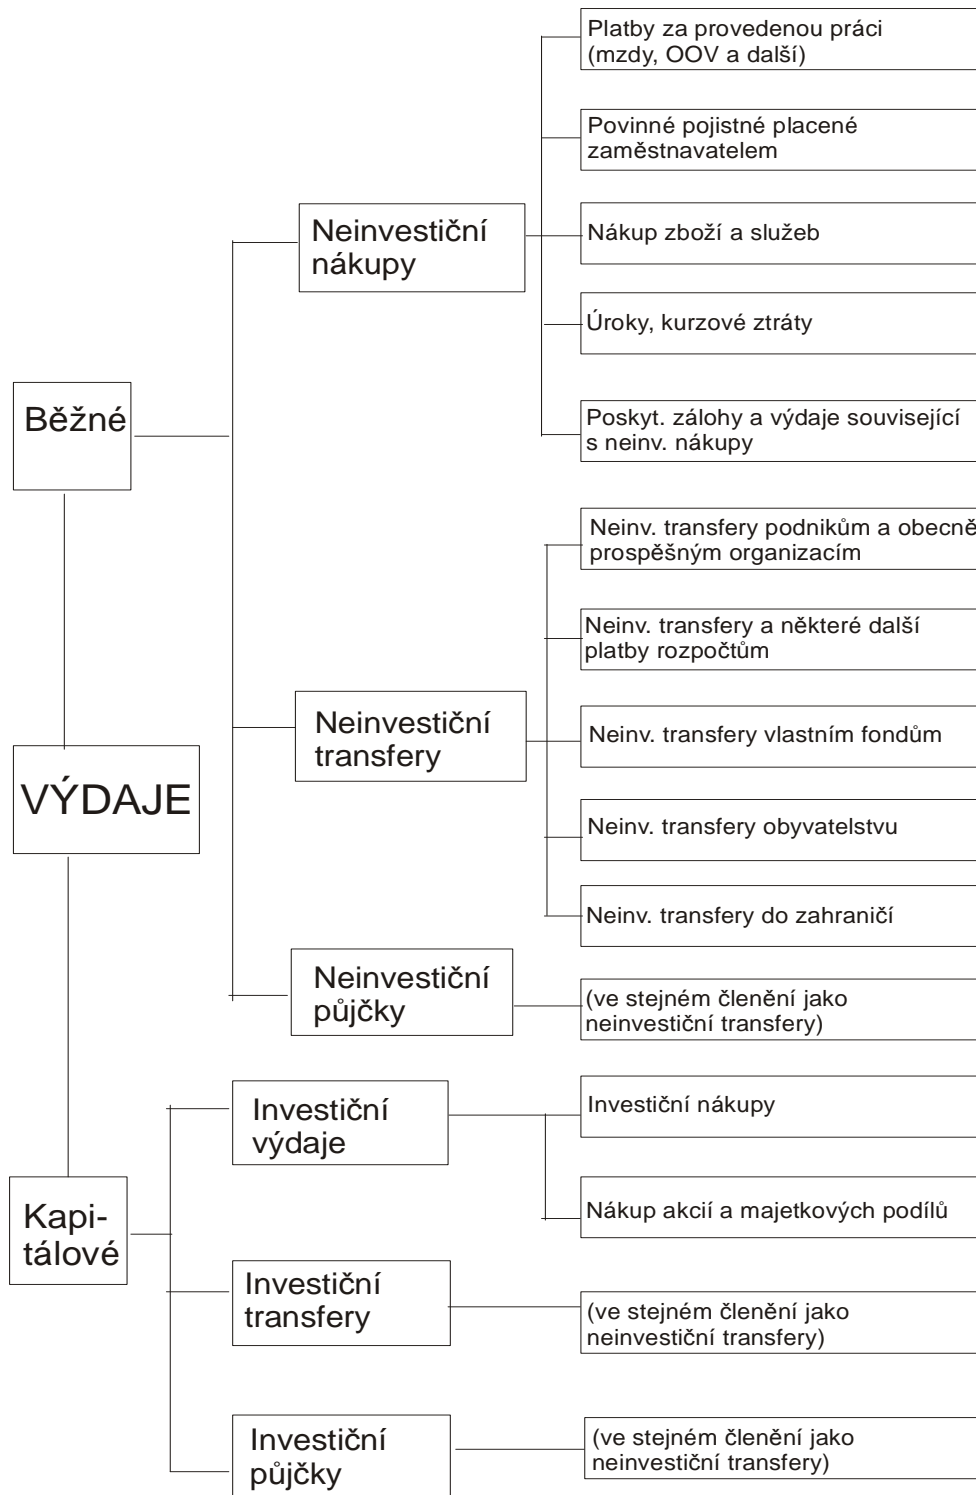 Platby za provedenou práci
(mzdy, OOV a další)
Povinné pojistné placené
zaměstnavatelem
Neinvestiční
nákupy
Nákup zboží a služeb
Úroky, kurzové ztráty
Běžné
Poskyt. zálohy a výdaje související
s neinv. nákupy
Neinv. transfery podnikům a obecně
prospěšným organizacím
Neinv. transfery a některé další
platby rozpočtům
Neinvestiční
transfery
Neinv. transfery vlastním fondům
VÝDAJE
Neinv. transfery obyvatelstvu
Neinv. transfery do zahraničí
Neinvestiční
půjčky
(ve stejném členění jako
neinvestiční transfery)
Investiční
výdaje
Investiční nákupy
Kapi-
tálové
Nákup akcií a majetkových podílů
Investiční
transfery
(ve stejném členění jako
neinvestiční transfery)
Investiční
půjčky
(ve stejném členění jako
neinvestiční transfery)